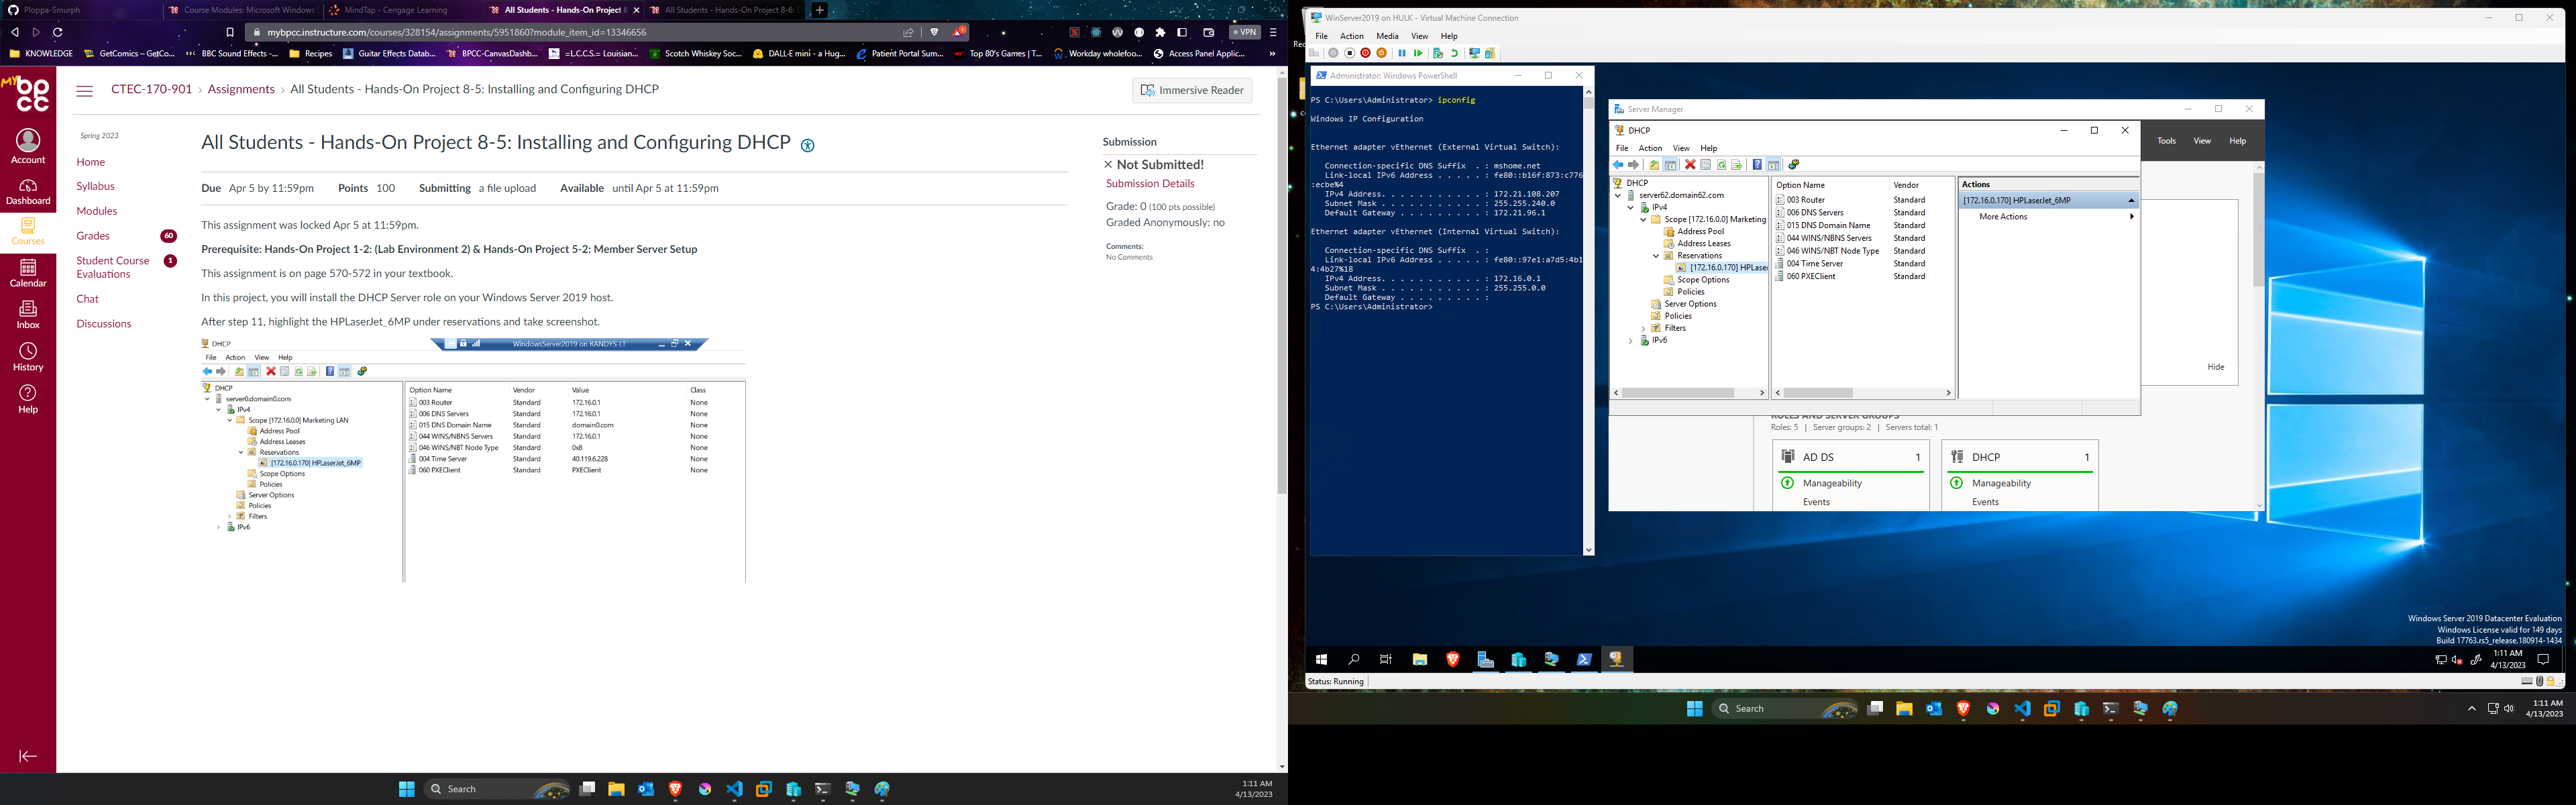 Ploppa-Smurph
Course Modules: Microsoft Windows
MindTap - Cengage Learning
All Students - Hands-On Project 8
All Students - Hands-On Project 8-6:
mybpcc.instructure.com/courses/328154/assignments/5951860?module_item_id=13346656
VPN
KNOWLEDGE
GetComics – GetCo...
BBC Sound Effects -...
Recipes
Guitar Effects Datab...
BPCC-CanvasDashb...
=L.C.C.S.= Louisian...
Scotch Whiskey Soc...
DALL·E mini - a Hug...
Patient Portal Sum...
Top 80's Games | T...
Workday wholefoo...
Access Panel Applic...
»
MY
bp
cc
Account
Dashboard
Courses
Calendar
Inbox
History
Help
CTEC-170-901 › Assignments › All Students - Hands-On Project 8-5: Installing and Configuring DHCP
Immersive Reader
Spring 2023
Home
Syllabus
Modules
Grades 60
Student Course 1
Evaluations
Chat
Discussions
All Students - Hands-On Project 8-5: Installing and Configuring DHCP
Due Apr 5 by 11:59pm Points 100 Submitting a file upload Available until Apr 5 at 11:59pm
This assignment was locked Apr 5 at 11:59pm.
Prerequisite: Hands-On Project 1-2: (Lab Environment 2) & Hands-On Project 5-2: Member Server Setup
This assignment is on page 570-572 in your textbook.
In this project, you will install the DHCP Server role on your Windows Server 2019 host.
After step 11, highlight the HPLaserJet_6MP under reservations and take screenshot.
Submission
Not Submitted!
Submission Details
Grade: 0 (100 pts possible)
Graded Anonymously: no
Comments:
No Comments
DHCP
WindowsServer2019 on RANDYS-LT
File Action View Help
DHCP
server0.domain0.com
IPv4
Scope [172.16.0.0] Marketing LAN
Address Pool
Address Leases
Reservations
[172.16.0.170] HPLaserJet_6MP
Scope Options
Policies
Server Options
Policies
Filters
IPv6
Option Name Vendor Value Class
003 Router Standard 172.16.0.1 None
006 DNS Servers Standard 172.16.0.1 None
015 DNS Domain Name Standard domain0.com None
044 WINS/NBNS Servers Standard 172.16.0.1 None
046 WINS/NBT Node Type Standard 0x8 None
004 Time Server Standard 40.119.6.228 None
060 PXEClient Standard PXEClient None
Search
1:11 AM
4/13/2023
WinServer2019 on HULK - Virtual Machine Connection
File Action Media View Help
Administrator: Windows PowerShell
PS C:\Users\Administrator> ipconfig
Windows IP Configuration
Ethernet adapter vEthernet (External Virtual Switch):
Connection-specific DNS Suffix . : mshome.net
Link-local IPv6 Address . . . . . : fe80::b16f:873:c776
:ecbe%4
IPv4 Address. . . . . . . . . . . : 172.21.108.207
Subnet Mask . . . . . . . . . . . : 255.255.240.0
Default Gateway . . . . . . . . . : 172.21.96.1
Ethernet adapter vEthernet (Internal Virtual Switch):
Connection-specific DNS Suffix . :
Link-local IPv6 Address . . . . . : fe80::97e1:a7d5:4b1
4:4b27%18
IPv4 Address. . . . . . . . . . . : 172.16.0.1
Subnet Mask . . . . . . . . . . . : 255.255.0.0
Default Gateway . . . . . . . . . :
PS C:\Users\Administrator>
Server Manager
Tools View Help
Hide
DHCP
File Action View Help
DHCP
server62.domain62.com
IPv4
Scope [172.16.0.0] Marketing
Address Pool
Address Leases
Reservations
[172.16.0.170] HPLaser
Scope Options
Policies
Server Options
Policies
Filters
IPv6
Option Name Vendor
003 Router Standard
006 DNS Servers Standard
015 DNS Domain Name Standard
044 WINS/NBNS Servers Standard
046 WINS/NBT Node Type Standard
004 Time Server Standard
060 PXEClient Standard
Actions
[172.16.0.170] HPLaserJet_6MP
More Actions
ROLES AND SERVER GROUPS
Roles: 5 | Server groups: 2 | Servers total: 1
AD DS 1
Manageability
Events
DHCP 1
Manageability
Events
Windows Server 2019 Datacenter Evaluation
Windows License valid for 149 days
Build 17763.rs5_release.180914-1434
1:11 AM
4/13/2023
Status: Running
Search
1:11 AM
4/13/2023